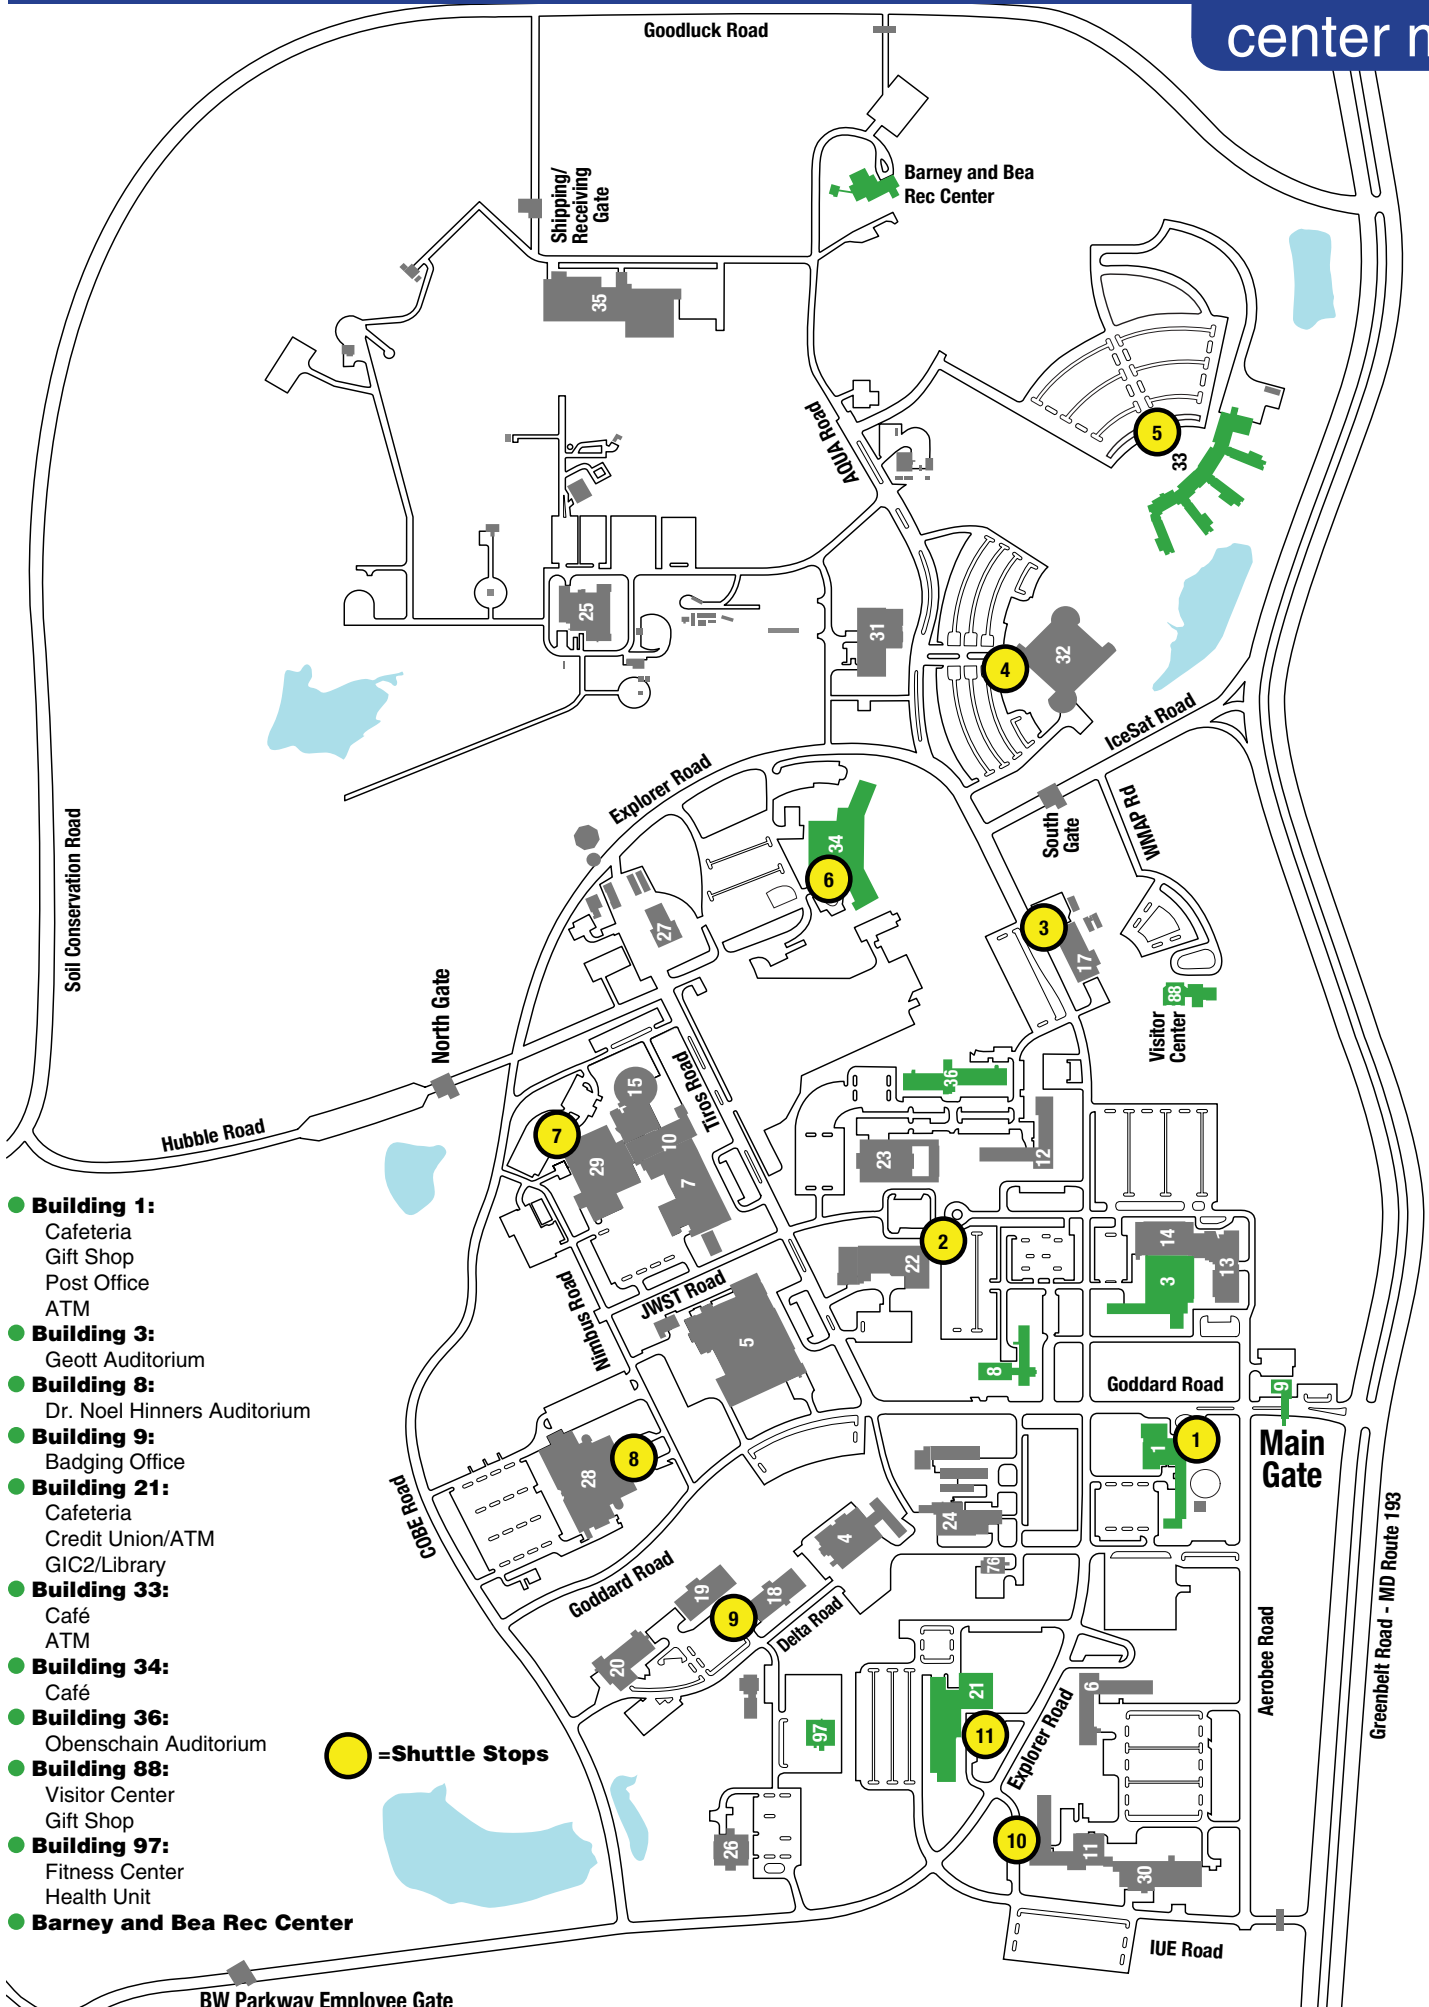 center m
Goodluck Road
Shipping/
Receiving
Gate
Barney and Bea
Rec Center
35
AQUA Road
5
33
25
31
32
4
IceSat Road
Explorer Road
South
Gate
WMAP Rd
34
6
27
3
17
88
Visitor
Center
Soil Conservation Road
North Gate
Hubble Road
Tiros Road
15
36
7
10
29
7
23
12
2
22
14
13
3
JWST Road
Nimbus Road
5
8
Goddard Road
9
Main
Gate
1
1
8
28
COBE Road
24
4
76
Goddard Road
19
18
9
20
Delta Road
21
97
11
Explorer Road
6
Aerobee Road
Greenbelt Road - MD Route 193
10
11
30
26
IUE Road
BW Parkway Employee Gate
Building 1:
Cafeteria
Gift Shop
Post Office
ATM
Building 3:
Geott Auditorium
Building 8:
Dr. Noel Hinners Auditorium
Building 9:
Badging Office
Building 21:
Cafeteria
Credit Union/ATM
GIC2/Library
Building 33:
Café
ATM
Building 34:
Café
Building 36:
Obenschain Auditorium
Building 88:
Visitor Center
Gift Shop
Building 97:
Fitness Center
Health Unit
Barney and Bea Rec Center
=Shuttle Stops